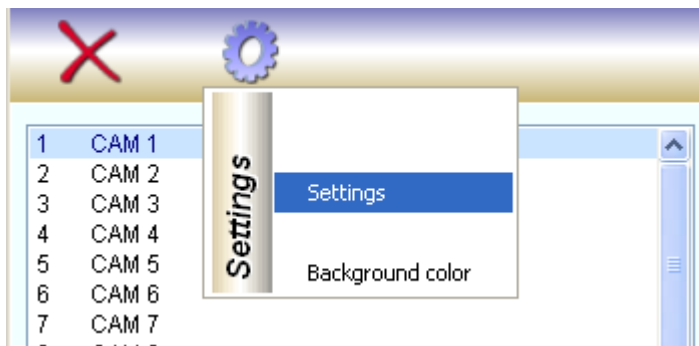 1 CAM 1
2 CAM 2
3 CAM 3
4 CAM 4
5 CAM 5
6 CAM 6
7 CAM 7
Settings
Settings
Background color